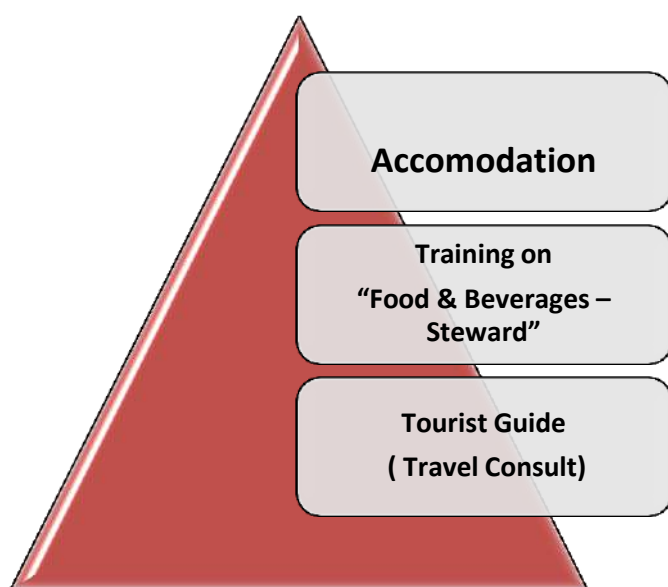 Accomodation
Training on
“Food & Beverages –
Steward”
Tourist Guide
( Travel Consult)